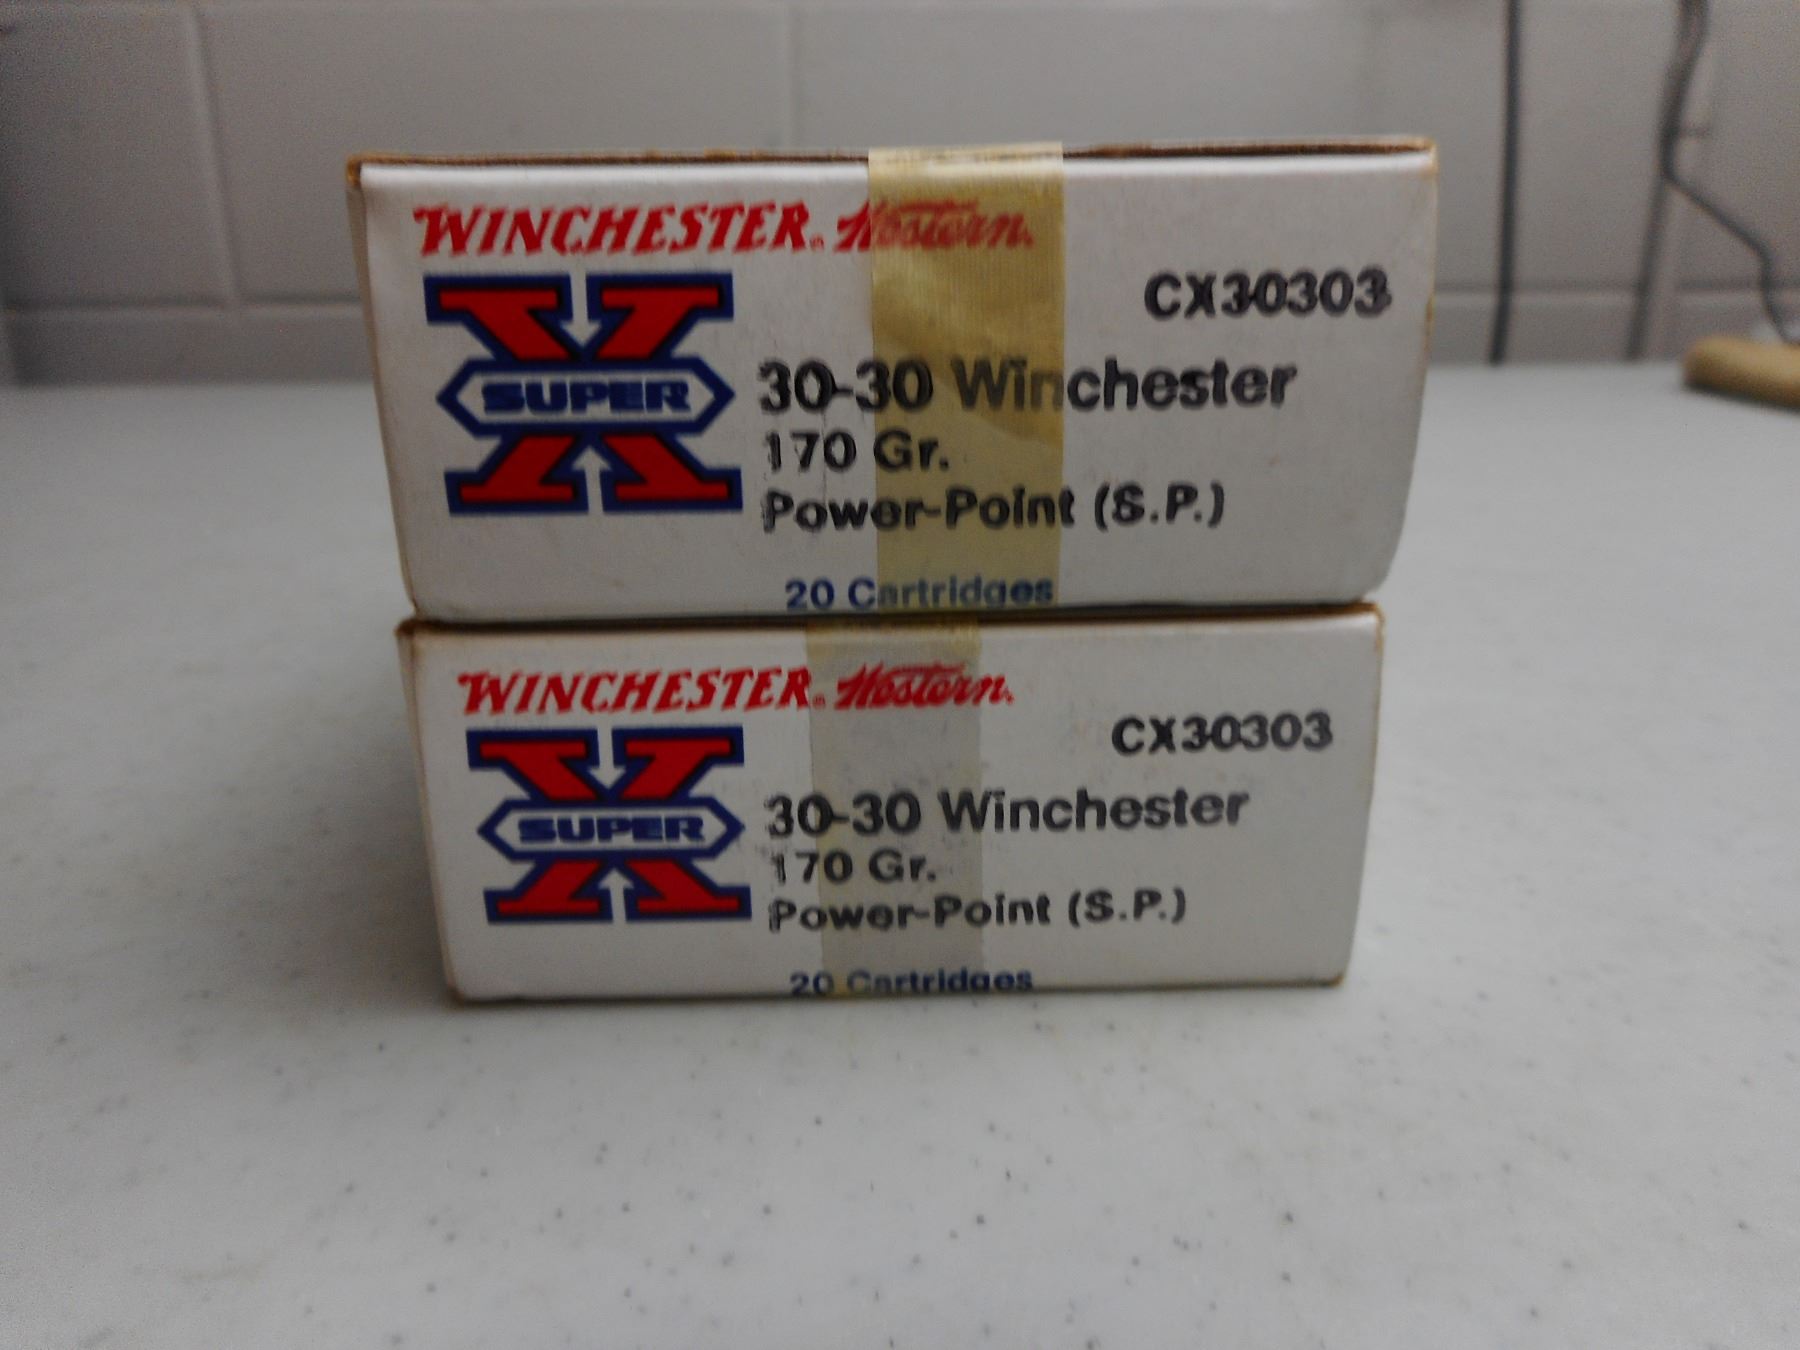 WINCHESTER. Western.
CX30303
SUPER X
30-30 Winchester
170 Gr.
Power-Point (S.P.)
20 Cartridges
WINCHESTER. Western.
CX30303
SUPER X
30-30 Winchester
170 Gr.
Power-Point (S.P.)
20 Cartridges